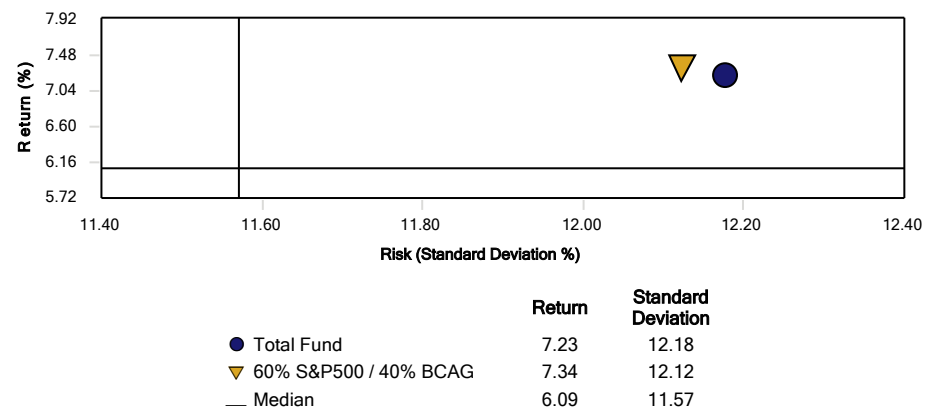 7.92
7.48
7.04
6.60
6.16
5.72
Return (%)
11.40 11.60 11.80 12.00 12.20 12.40
Risk (Standard Deviation %)
Return Standard Deviation
Total Fund 7.23 12.18
60% S&P500 / 40% BCAG 7.34 12.12
Median 6.09 11.57